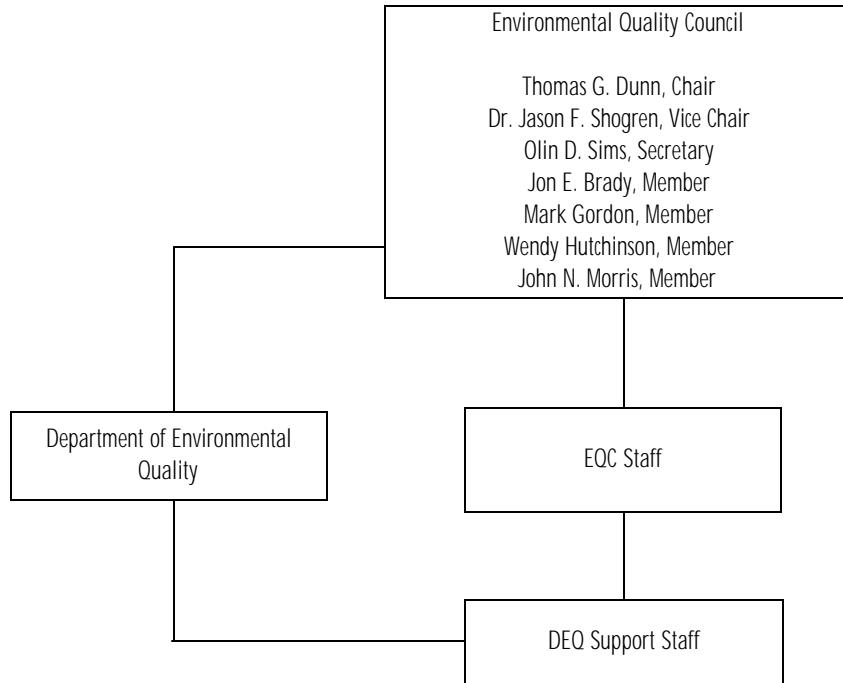 Environmental Quality Council
Thomas G. Dunn, Chair
Dr. Jason F. Shogren, Vice Chair
Olin D. Sims, Secretary
Jon E. Brady, Member
Mark Gordon, Member
Wendy Hutchinson, Member
John N. Morris, Member
Department of Environmental
Quality
EQC Staff
DEQ Support Staff